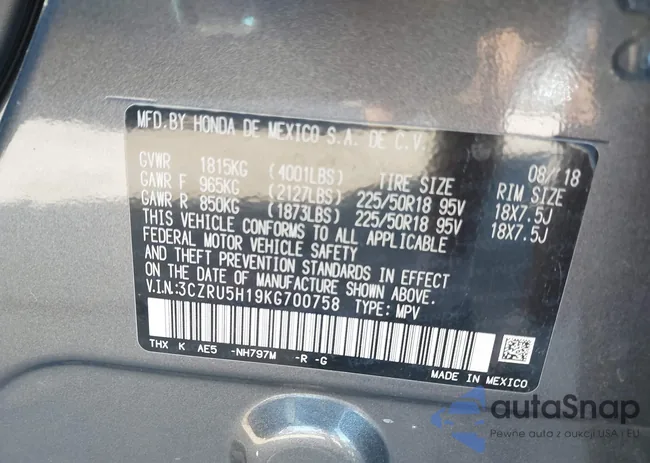 MFD. BY HONDA DE MEXICO S.A. DE C.V.
08/18
GVWR 1815KG (4001LBS) TIRE SIZE RIM SIZE
GAWR F 965KG (2127LBS) 225/50R18 95V 18X7.5J
GAWR R 850KG (1873LBS) 225/50R18 95V 18X7.5J
THIS VEHICLE CONFORMS TO ALL APPLICABLE
FEDERAL MOTOR VEHICLE SAFETY
AND THEFT PREVENTION STANDARDS IN EFFECT
ON THE DATE OF MANUFACTURE SHOWN ABOVE.
V.I.N.:3CZRU5H19KG700758 TYPE: MPV
THX K AE5 -NH797M -R -G
MADE IN MEXICO
autoSnap
Pewne auta z aukcji USA i EU